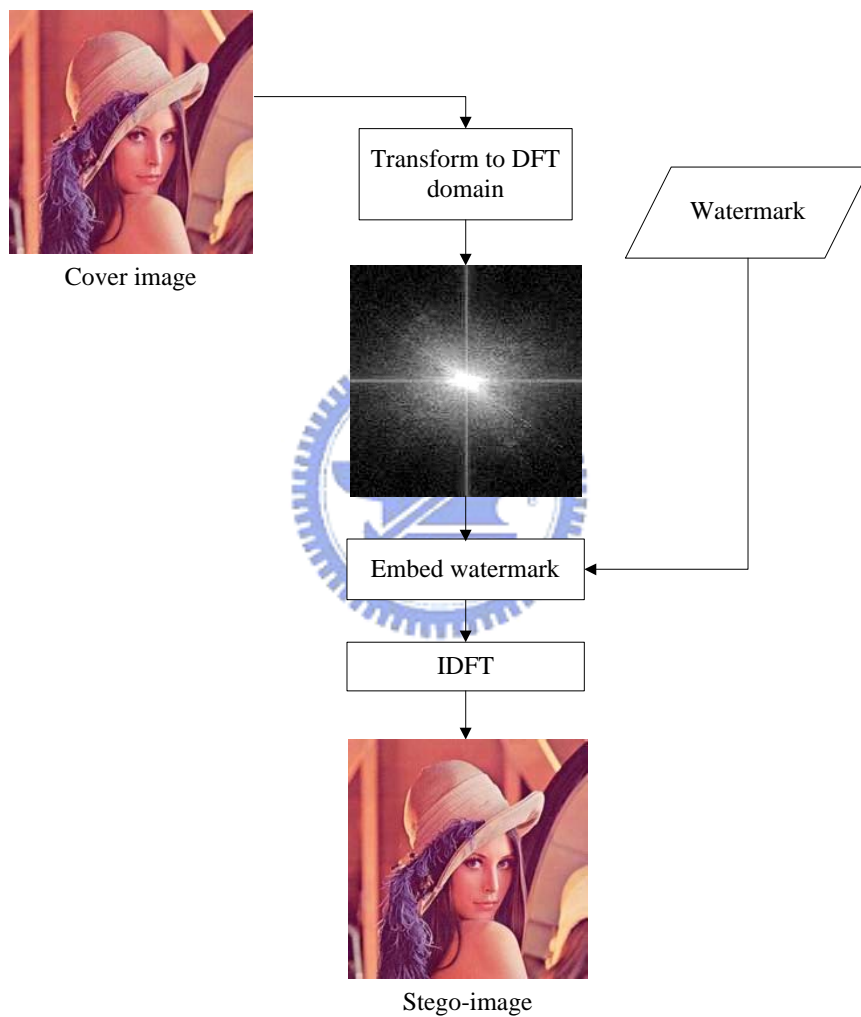 Transform to DFT
domain
Watermark
Cover image
Embed watermark
IDFT
Stego-image